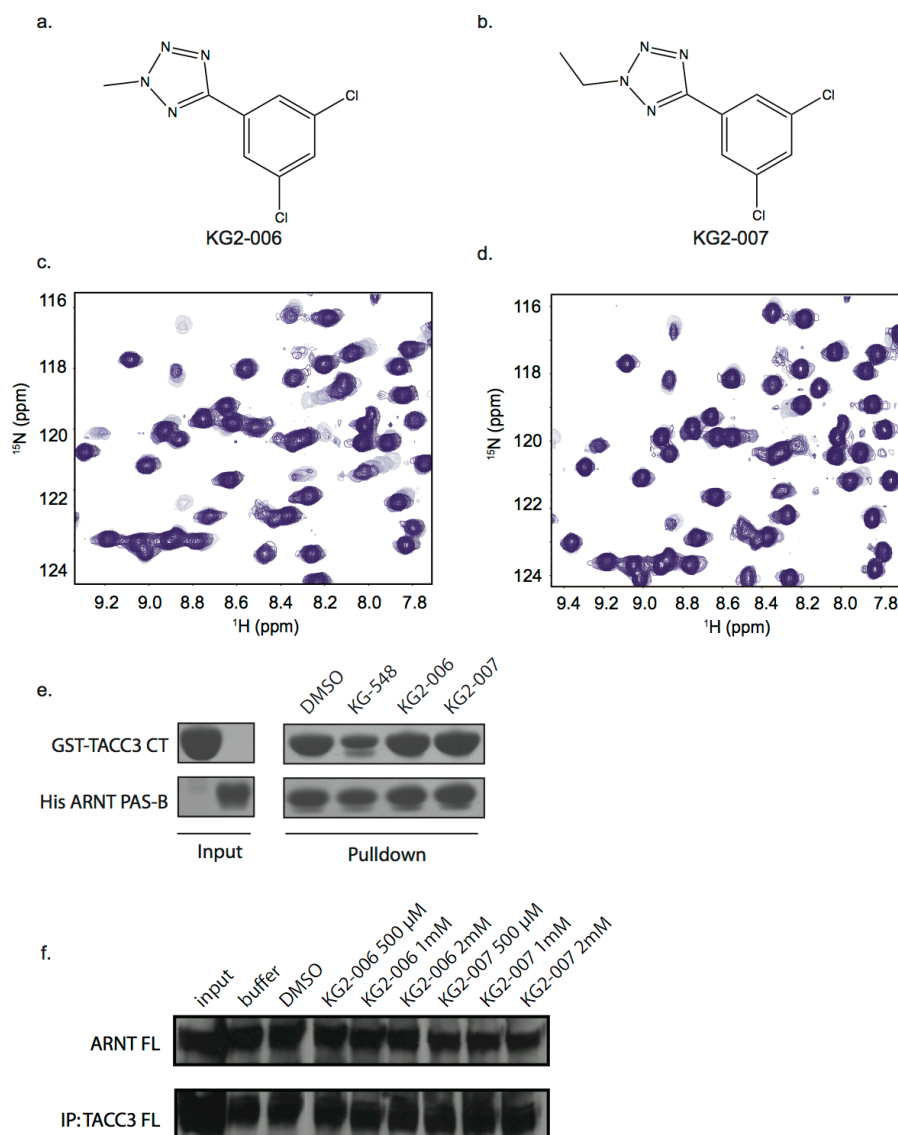 a.
b.
N
N
N
N
Cl
Cl
KG2-006
N
N
N
N
Cl
Cl
KG2-007
c.
116
118
120
122
124
15N (ppm)
9.2 9.0 8.8 8.6 8.4 8.2 8.0 7.8
1H (ppm)
d.
116
118
120
122
124
15N (ppm)
9.4 9.2 9.0 8.8 8.6 8.4 8.2 8.0 7.8
1H (ppm)
e.
DMSO
KG-548
KG2-006
KG2-007
GST-TACC3 CT
His ARNT PAS-B
Input
Pulldown
f.
input
buffer
DMSO
KG2-006 500 µM
KG2-006 1mM
KG2-006 2mM
KG2-007 500 µM
KG2-007 1mM
KG2-007 2mM
ARNT FL
IP: TACC3 FL